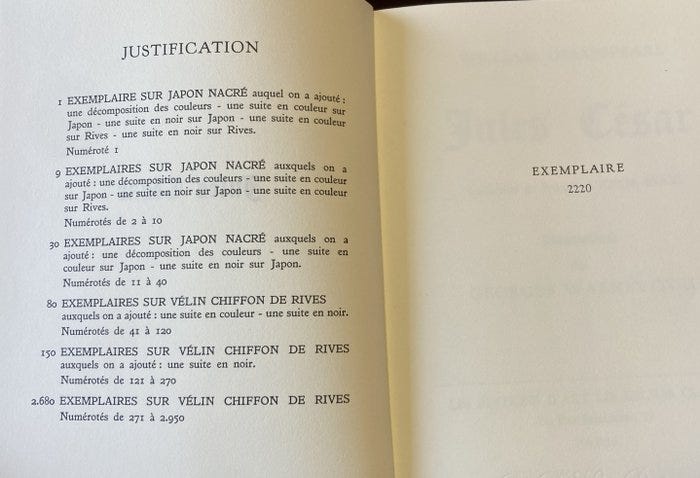 JUSTIFICATION
1 EXEMPLAIRE SUR JAPON NACRÉ auquel on a ajouté :
une décomposition des couleurs - une suite en couleur sur
Japon - une suite en noir sur Japon - une suite en couleur
sur Rives - une suite en noir sur Rives.
Numéroté 1
9 EXEMPLAIRES SUR JAPON NACRÉ auxquels on a
ajouté : une décomposition des couleurs - une suite en couleur
sur Japon - une suite en noir sur Japon - une suite en couleur
sur Rives.
Numérotés de 2 à 10
30 EXEMPLAIRES SUR JAPON NACRÉ auxquels on a
ajouté : une décomposition des couleurs - une suite en
couleur sur Japon - une suite en noir sur Japon.
Numérotés de 11 à 40
80 EXEMPLAIRES SUR VÉLIN CHIFFON DE RIVES
auxquels on a ajouté : une suite en couleur - une suite en noir.
Numérotés de 41 à 120
150 EXEMPLAIRES SUR VÉLIN CHIFFON DE RIVES
auxquels on a ajouté : une suite en noir.
Numérotés de 121 à 270
2.680 EXEMPLAIRES SUR VÉLIN CHIFFON DE RIVES
Numérotés de 271 à 2.950
EXEMPLAIRE
2220